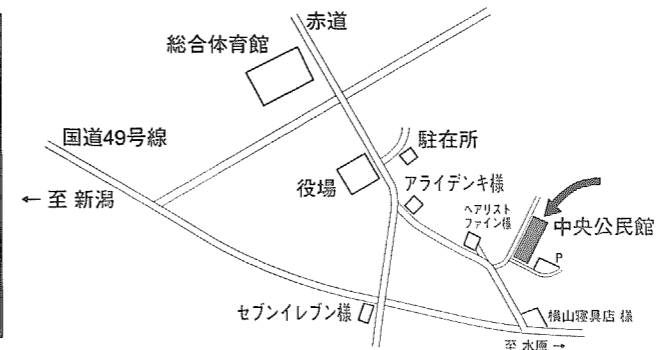 赤道
総合体育館
国道49号線
駐在所
← 至 新潟
役場
アライデンキ様
ヘアリスト
ファイン様
中央公民館
P
セブンイレブン様
横山寝具店 様
至 水原 →